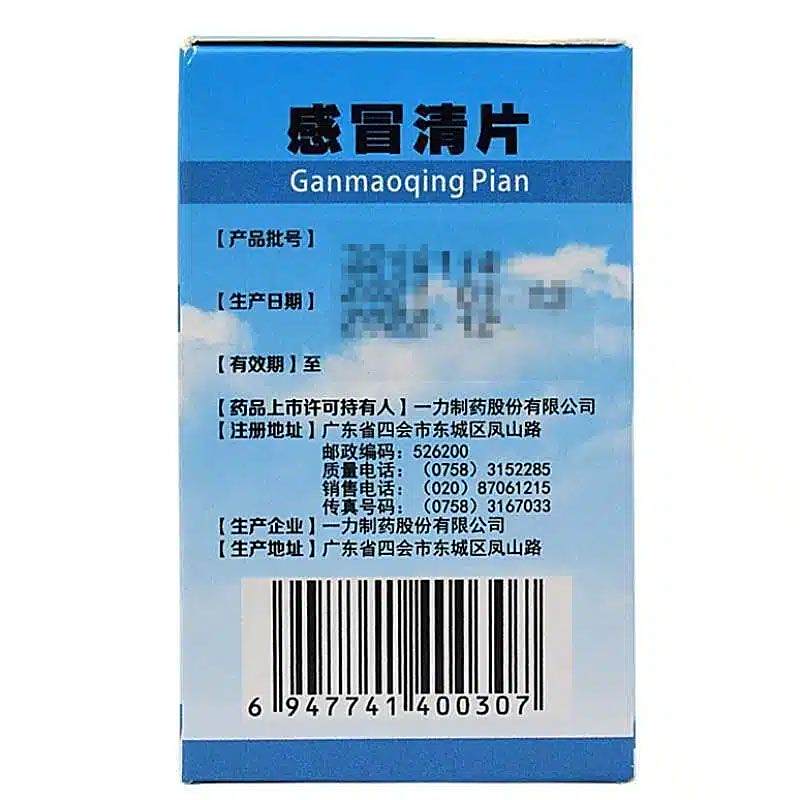 感冒清片
Ganmaoqing Pian
【产品批号】
【生产日期】
【有效期】至
【药品上市许可持有人】一力制药股份有限公司
【注册地址】广东省四会市东城区凤山路
邮政编码：526200
质量电话：（0758）3152285
销售电话：（020）87061215
传真号码：（0758）3167033
【生产企业】一力制药股份有限公司
【生产地址】广东省四会市东城区凤山路
6 947741 400307